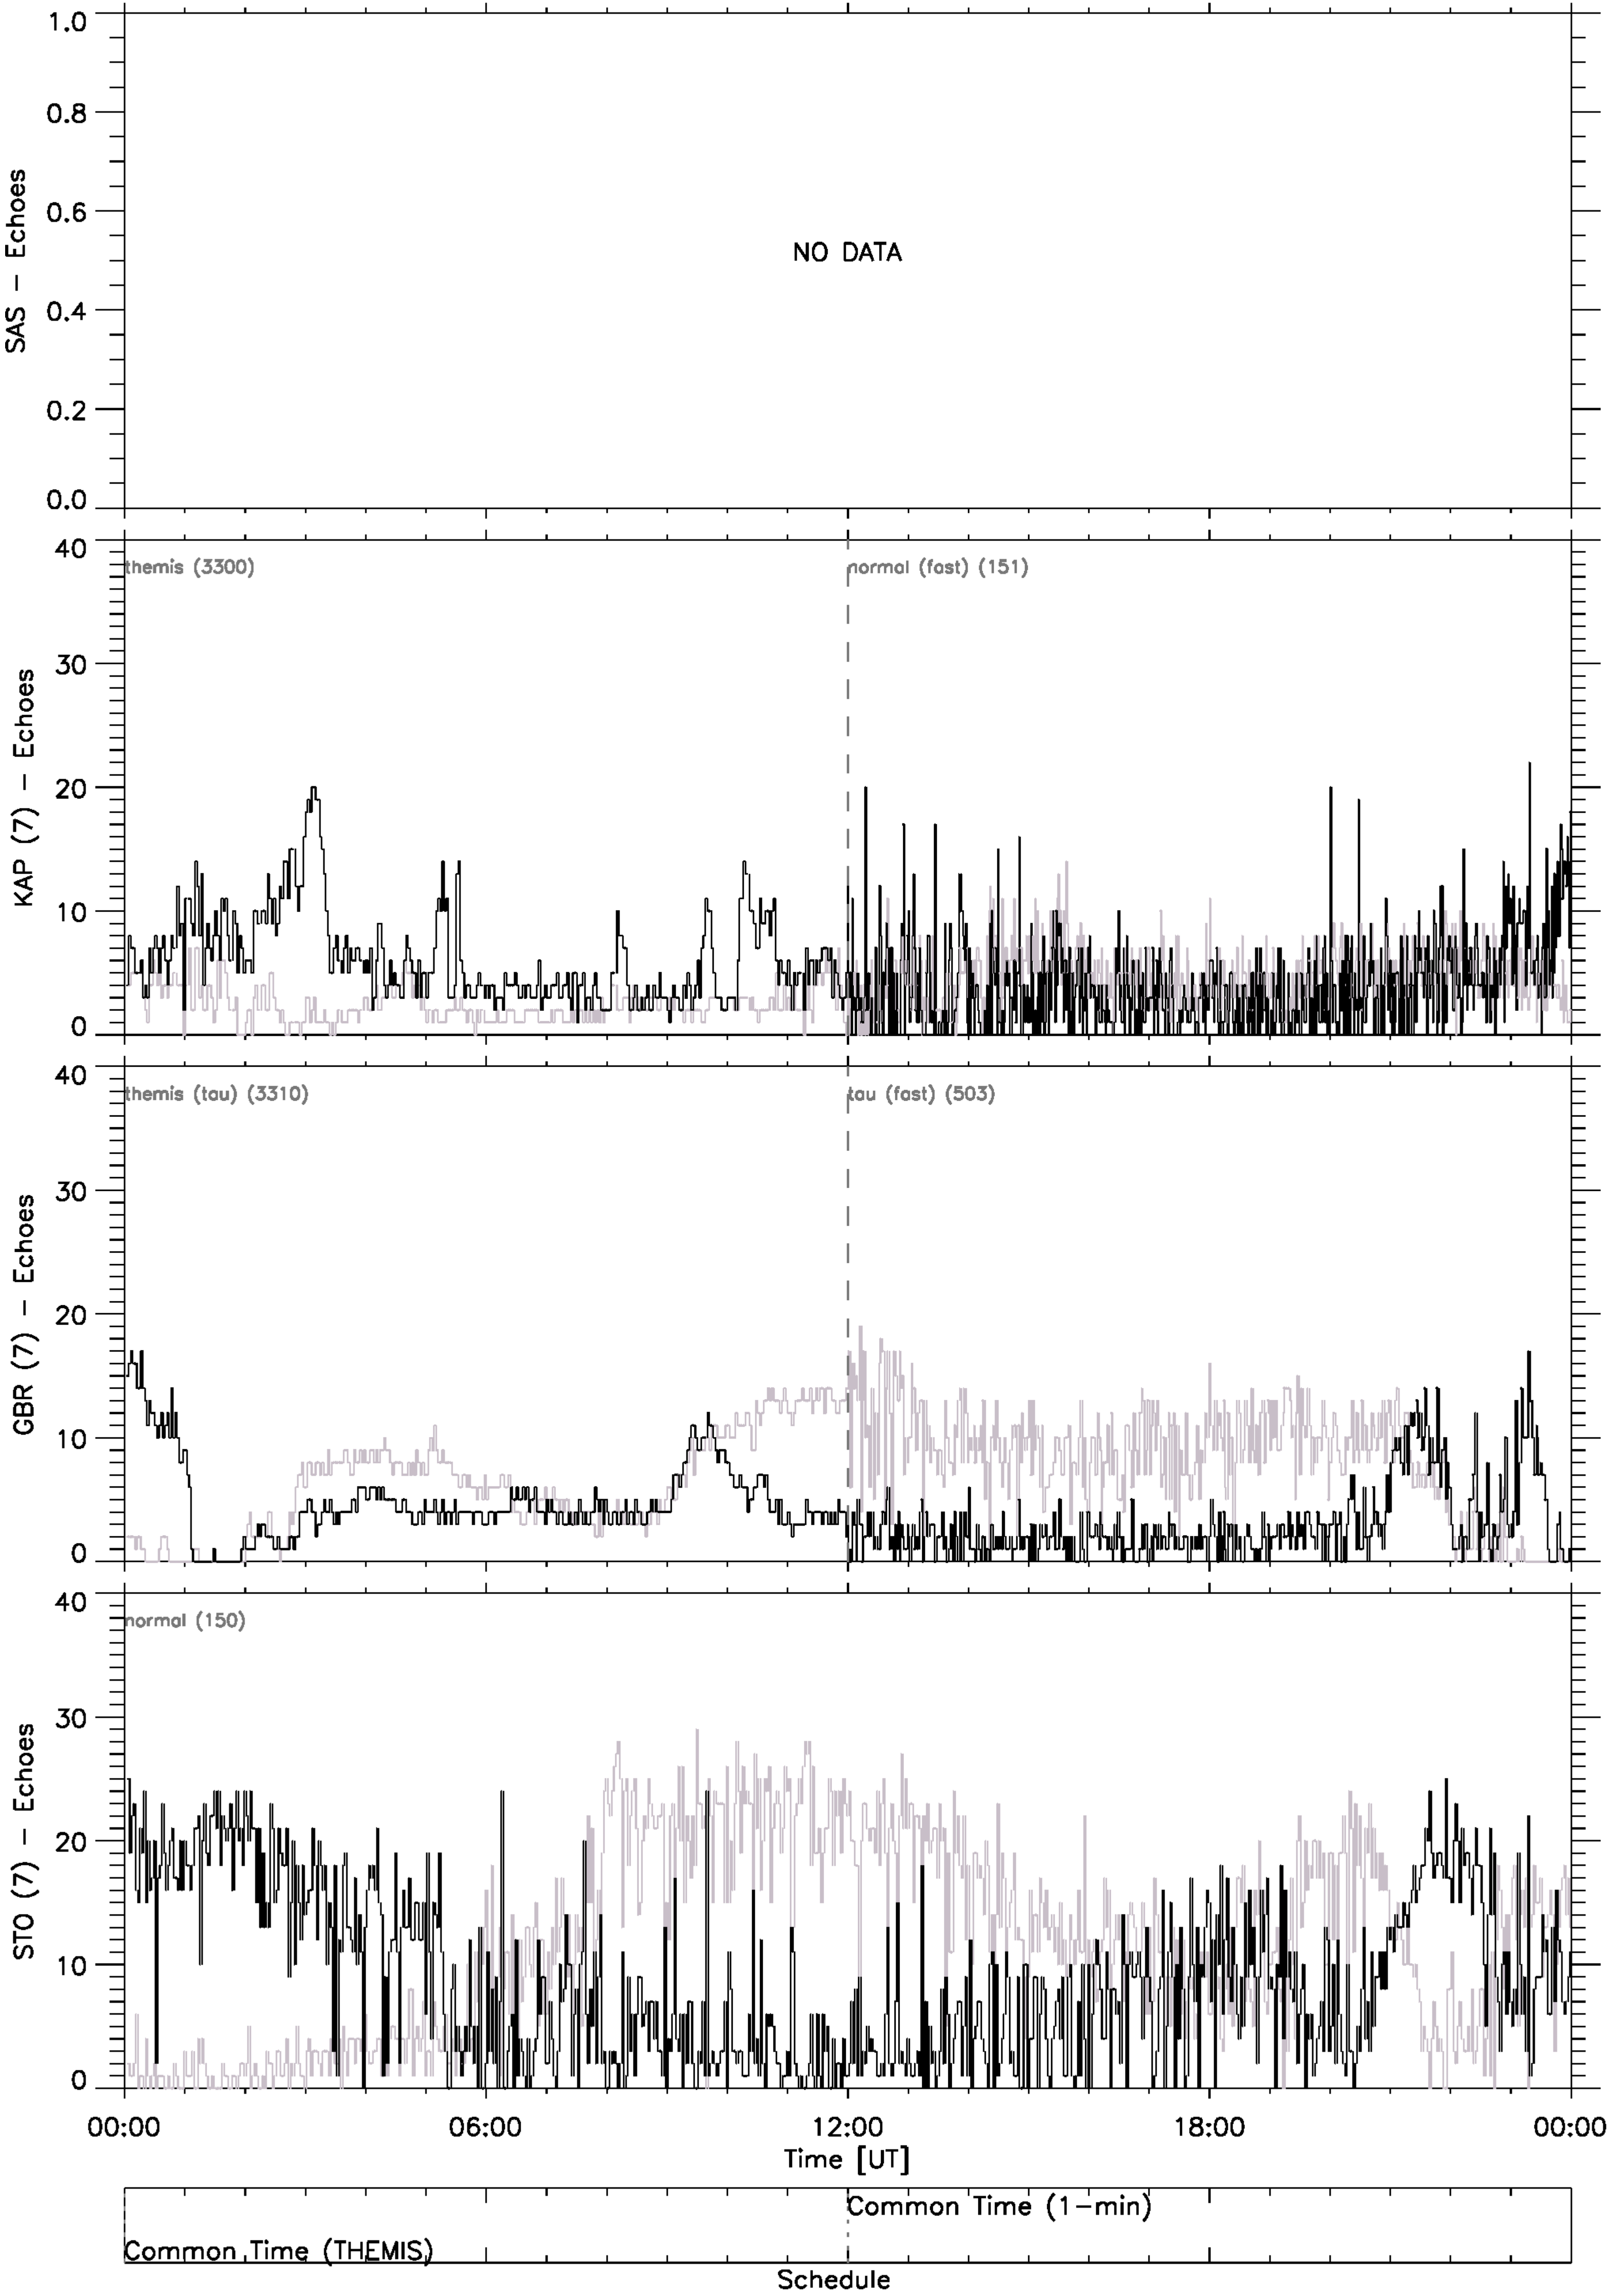 SAS - Echoes
1.0
0.8
0.6
0.4
0.2
0.0
NO DATA
KAP (7) - Echoes
40
30
20
10
0
themis (3300)
normal (fast) (151)
GBR (7) - Echoes
40
30
20
10
0
themis (tau) (3310)
tau (fast) (503)
STO (7) - Echoes
40
30
20
10
0
normal (150)
00:00 06:00 12:00 18:00 00:00
Time [UT]
Common Time (1-min)
Common Time (THEMIS)
Schedule